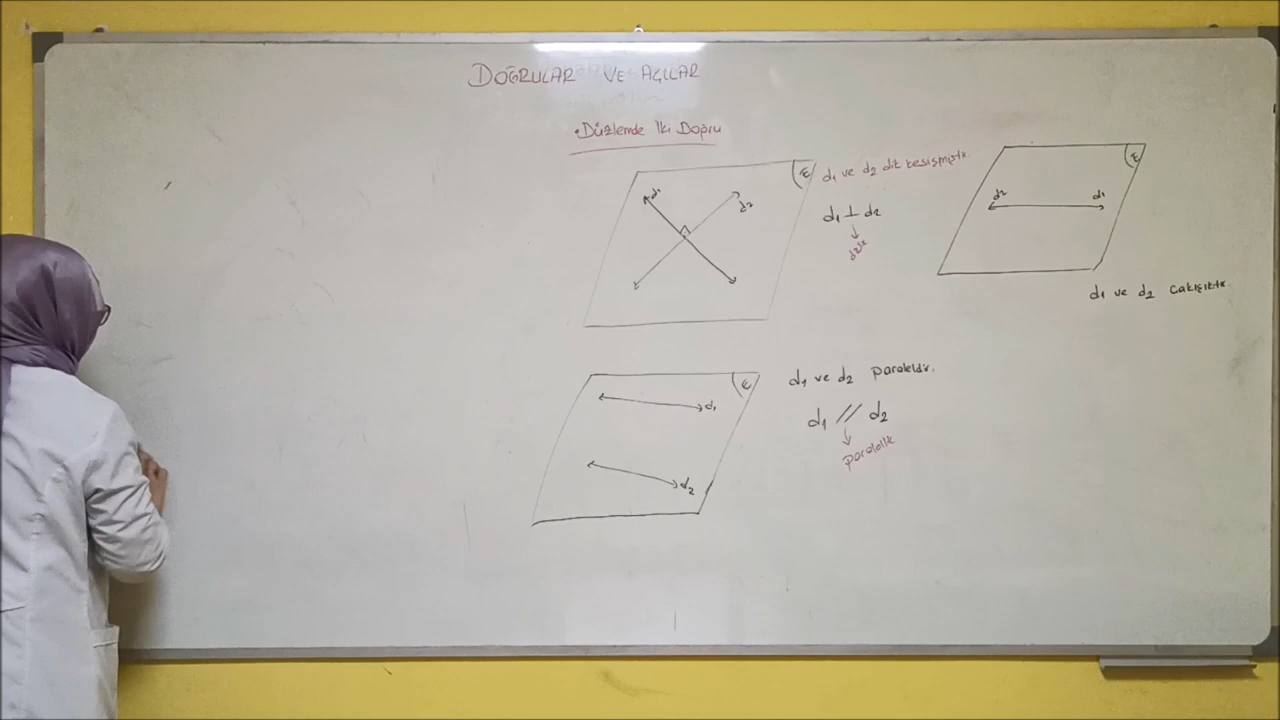 DOĞRULAR VE AÇILAR
• Düzlemde İki Doğru
E
d1
d2
d1 ve d2 dik kesişmiştir.
d1 ⊥ d2
↓
dik
E
d2
d1
d1 ve d2 çakışıktır.
E
d1
d2
d1 ve d2 paraleldir.
d1 // d2
↓
paralellik